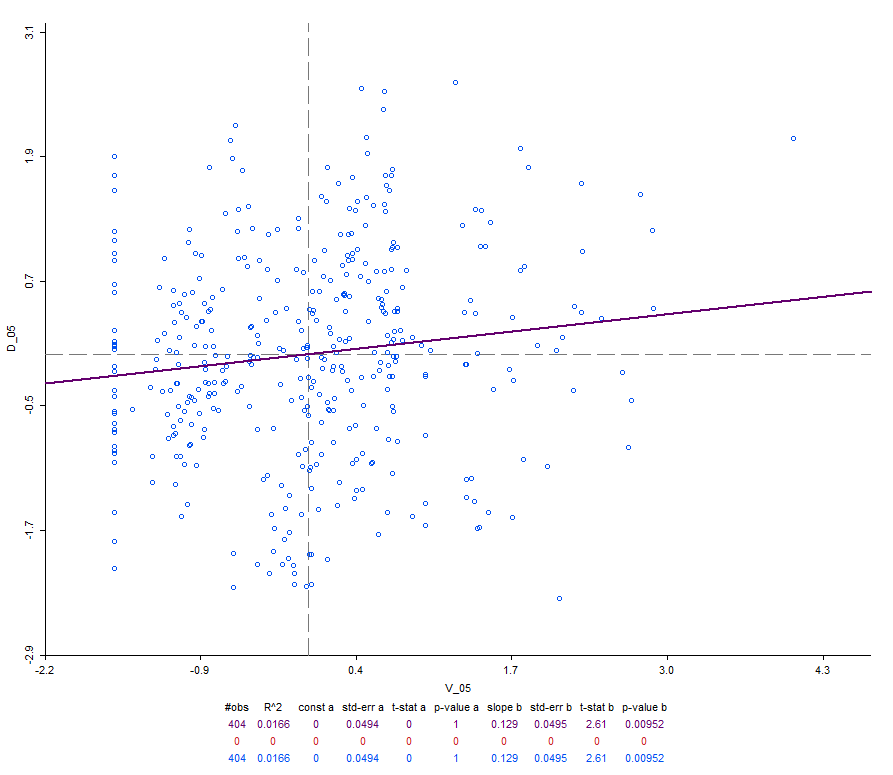 3.1
1.9
0.7
-0.5
-1.7
-2.9
D_05
-2.2 -0.9 0.4 1.7 3.0 4.3
V_05
#obs R^2 const a std-err a t-stat a p-value a slope b std-err b t-stat b p-value b
404 0.0166 0 0.0494 0 1 0.129 0.0495 2.61 0.00952
0 0 0 0 0 0 0 0 0 0
404 0.0166 0 0.0494 0 1 0.129 0.0495 2.61 0.00952